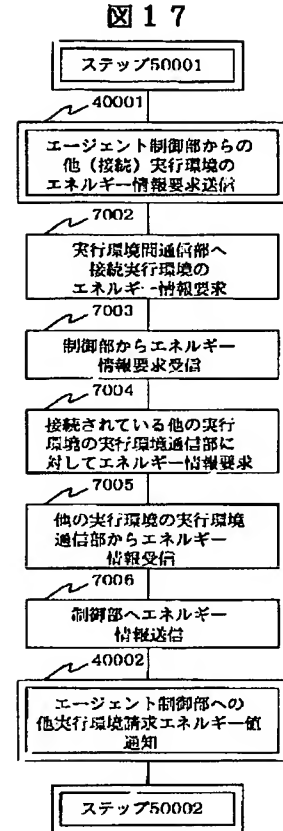 図１７
ステップ50001
40001
エージェント制御部からの
他（接続）実行環境の
エネルギー情報要求送信
7002
実行環境間通信部へ
接続実行環境の
エネルギー情報要求
7003
制御部からエネルギー
情報要求受信
7004
接続されている他の実行
環境の実行環境通信部に
対してエネルギー情報要求
7005
他の実行環境の実行環境
通信部からエネルギー
情報受信
7006
制御部へエネルギー
情報送信
40002
エージェント制御部への
他実行環境請求エネルギー値
通知
ステップ50002